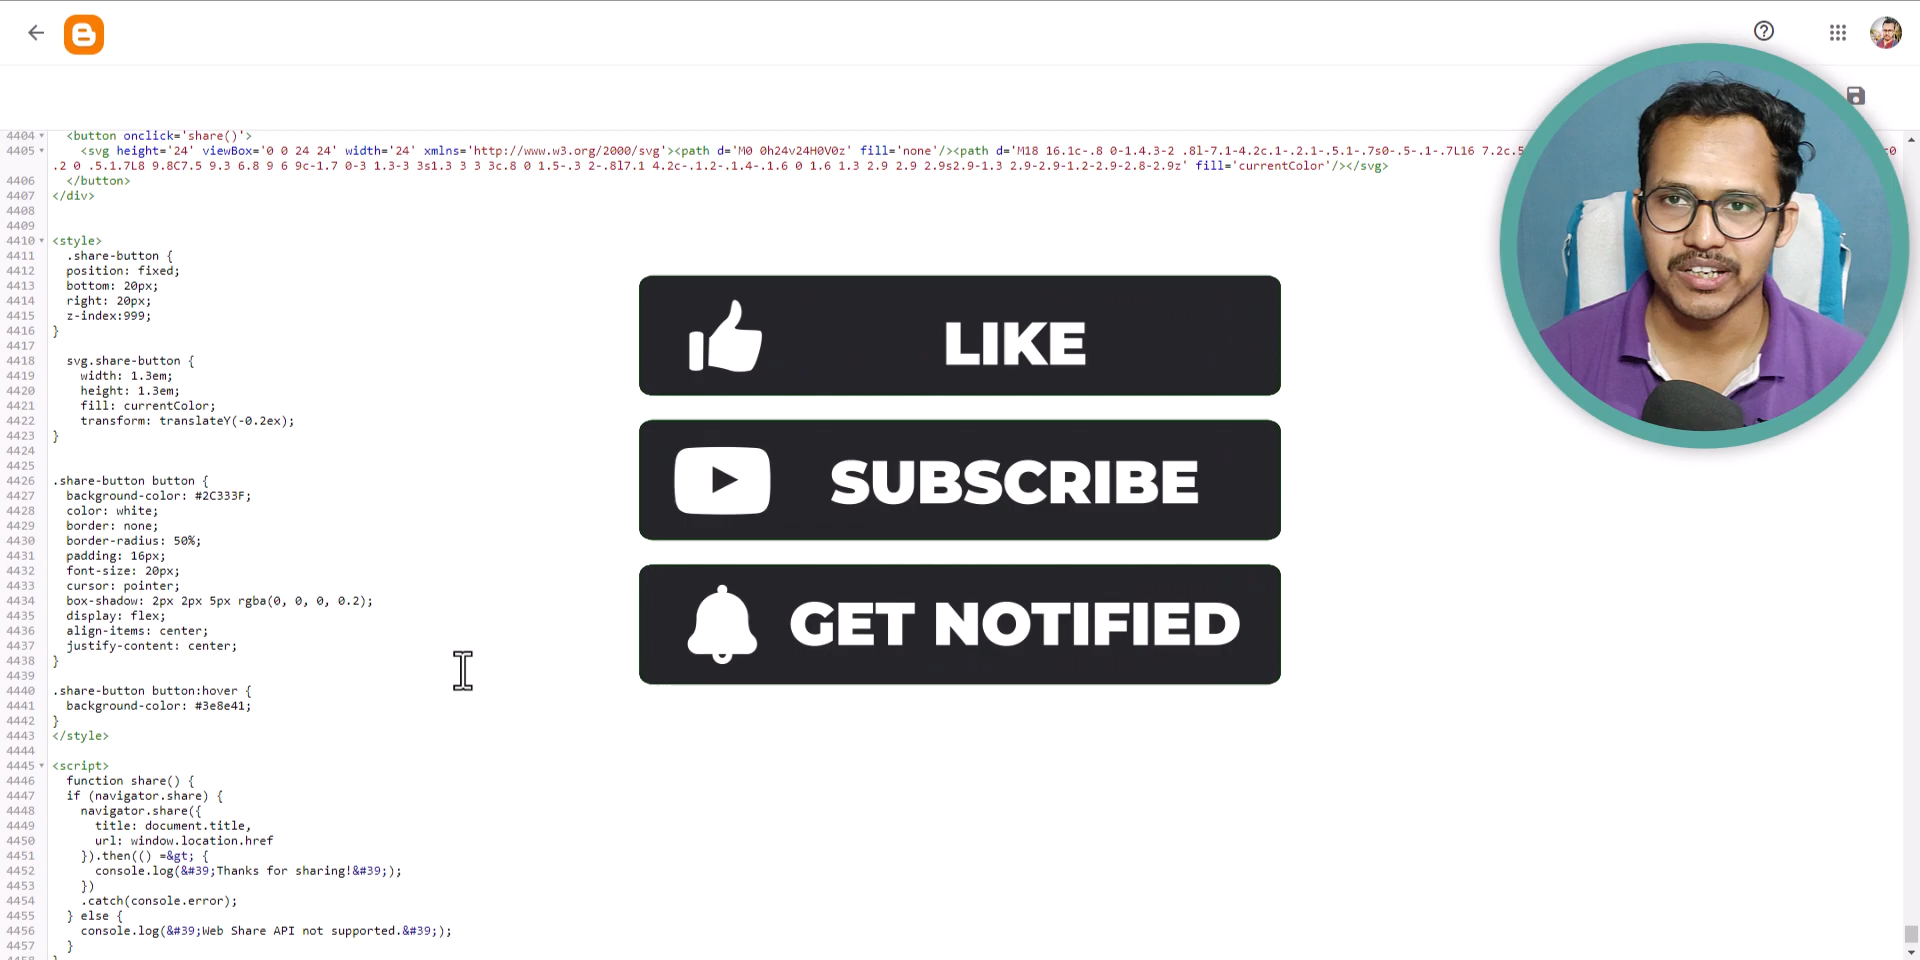 4404 <button onclick='share()'>
4405 <svg height='24' viewBox='0 0 24 24' width='24' xmlns='http://www.w3.org/2000/svg'><path d='M0 0h24v24H0V0z' fill='none'/><path d='M18 16.1c-.8 0-1.4.3-2 .8l-7.1-4.2c.1-.2.1-.5.1-.7s0-.5-.1-.7L16 7.2c.5
.2 0 .5.1.7L8 9.8C7.5 9.3 6.8 9 6 9c-1.7 0-3 1.3-3 3s1.3 3 3 3c.8 0 1.5-.3 2-.8l7.1 4.2c-.1.2-.1.4-.1.6 0 1.6 1.3 2.9 2.9 2.9s2.9-1.3 2.9-2.9-1.2-2.9-2.8-2.9z' fill='currentColor'/></svg>
4406 </button>
4407 </div>
4408
4409
4410 <style>
4411 .share-button {
4412 position: fixed;
4413 bottom: 20px;
4414 right: 20px;
4415 z-index:999;
4416 }
4417
4418 svg.share-button {
4419 width: 1.3em;
4420 height: 1.3em;
4421 fill: currentColor;
4422 transform: translateY(-0.2ex);
4423 }
4424
4425
4426 .share-button button {
4427 background-color: #2C333F;
4428 color: white;
4429 border: none;
4430 border-radius: 50%;
4431 padding: 16px;
4432 font-size: 20px;
4433 cursor: pointer;
4434 box-shadow: 2px 2px 5px rgba(0, 0, 0, 0.2);
4435 display: flex;
4436 align-items: center;
4437 justify-content: center;
4438 }
4439
4440 .share-button button:hover {
4441 background-color: #3e8e41;
4442 }
4443 </style>
4444
4445 <script>
4446 function share() {
4447 if (navigator.share) {
4448 navigator.share({
4449 title: document.title,
4450 url: window.location.href
4451 }).then(() =&gt; {
4452 console.log(&#39;Thanks for sharing!&#39;);
4453 })
4454 .catch(console.error);
4455 } else {
4456 console.log(&#39;Web Share API not supported.&#39;);
4457 }
LIKE
SUBSCRIBE
GET NOTIFIED